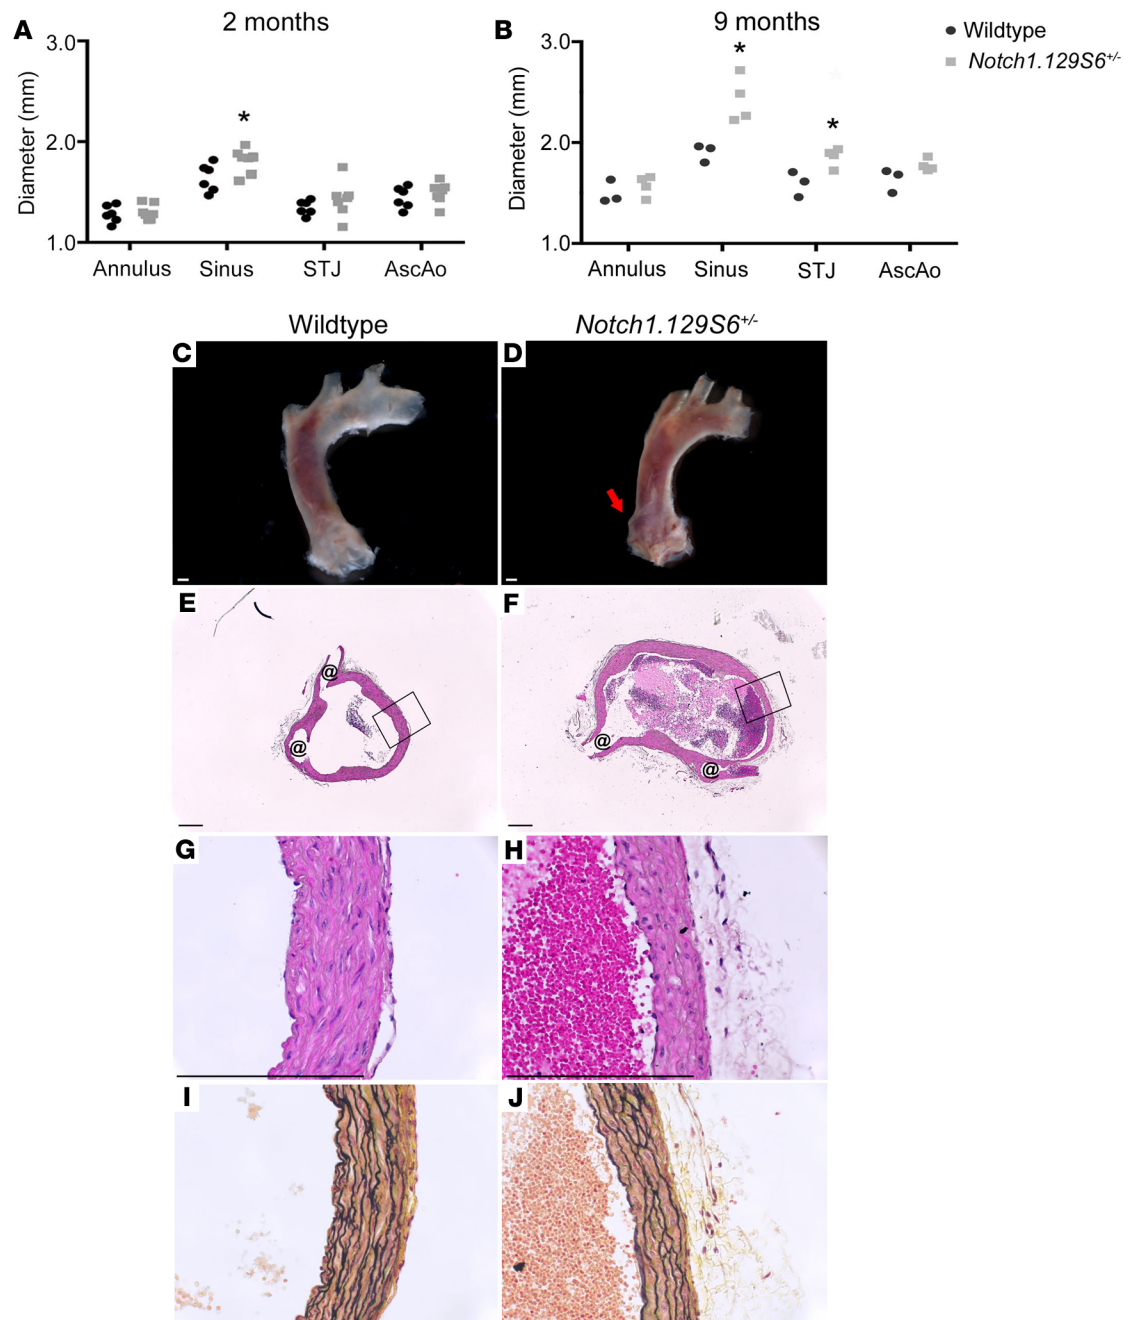 A
2 months
3.0
2.0
1.0
Diameter (mm)
*
Annulus
Sinus
STJ
AscAo
B
9 months
3.0
2.0
1.0
Diameter (mm)
*
*
Annulus
Sinus
STJ
AscAo
Wildtype
Notch1.129S6+/-
Wildtype
Notch1.129S6+/-
C
D
E
@
@
F
@
@
G
H
I
J